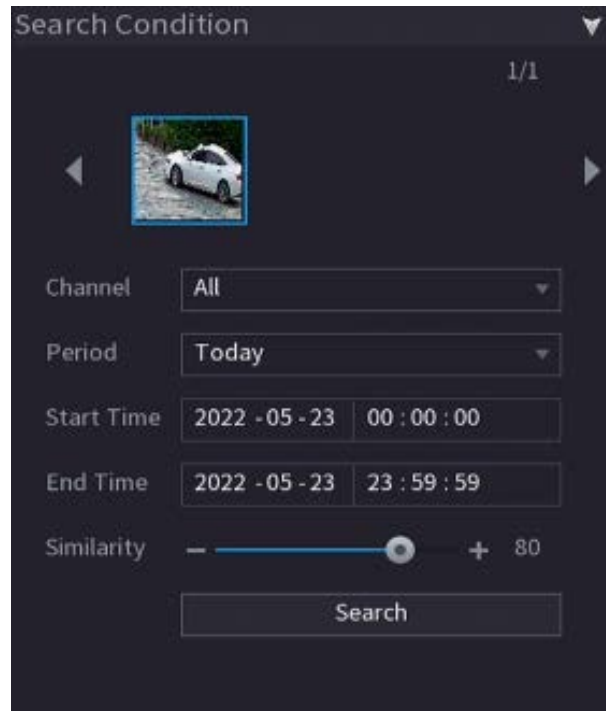 Search Condition
1/1
Channel All
Period Today
Start Time 2022 - 05 - 23 00 : 00 : 00
End Time 2022 - 05 - 23 23 : 59 : 59
Similarity − + 80
Search